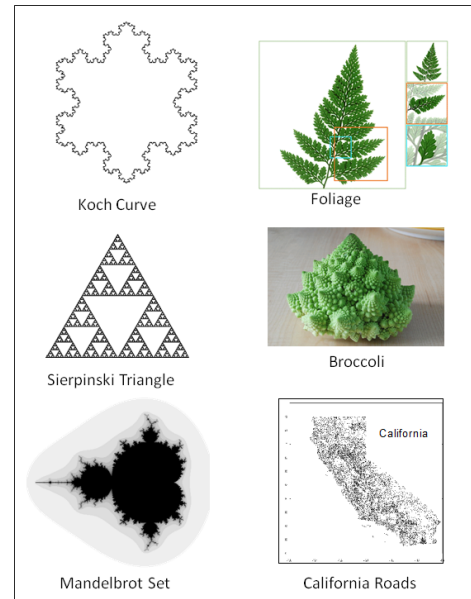 Koch Curve
Foliage
Sierpinski Triangle
Broccoli
California
Mandelbrot Set
California Roads